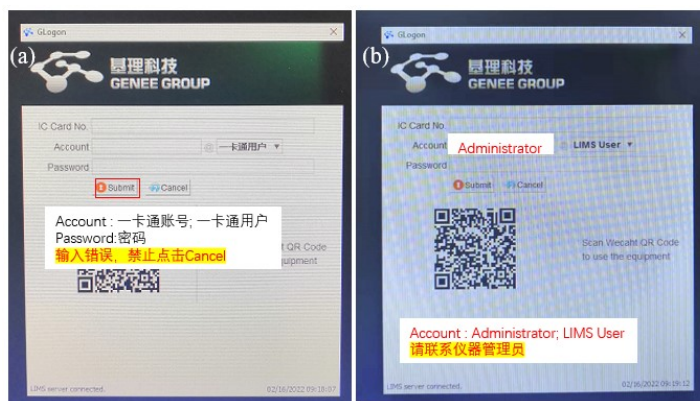 (a)
GLogon
基理科技
GENEE GROUP
IC Card No.
Account @ 一卡通用户
Password
Submit Cancel
Account : 一卡通账号; 一卡通用户
Password:密码
输入错误，禁止点击Cancel
QR Code
equipment
LIMS server connected.
02/16/2022 09:18:07
(b)
GLogon
基理科技
GENEE GROUP
IC Card No.
Account Administrator @ LIMS User
Password
Submit Cancel
Scan Wecaht QR Code
to use the equipment
Account : Administrator; LIMS User
请联系仪器管理员
LIMS server connected.
02/16/2022 09:19:12